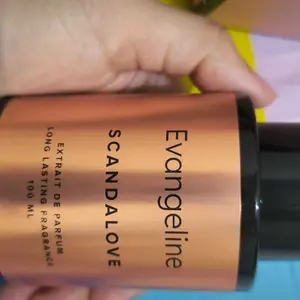 Evangeline
SCANDALOVE
EXTRAIT DE PARFUM
LONG LASTING FRAGRANCE
100 ML